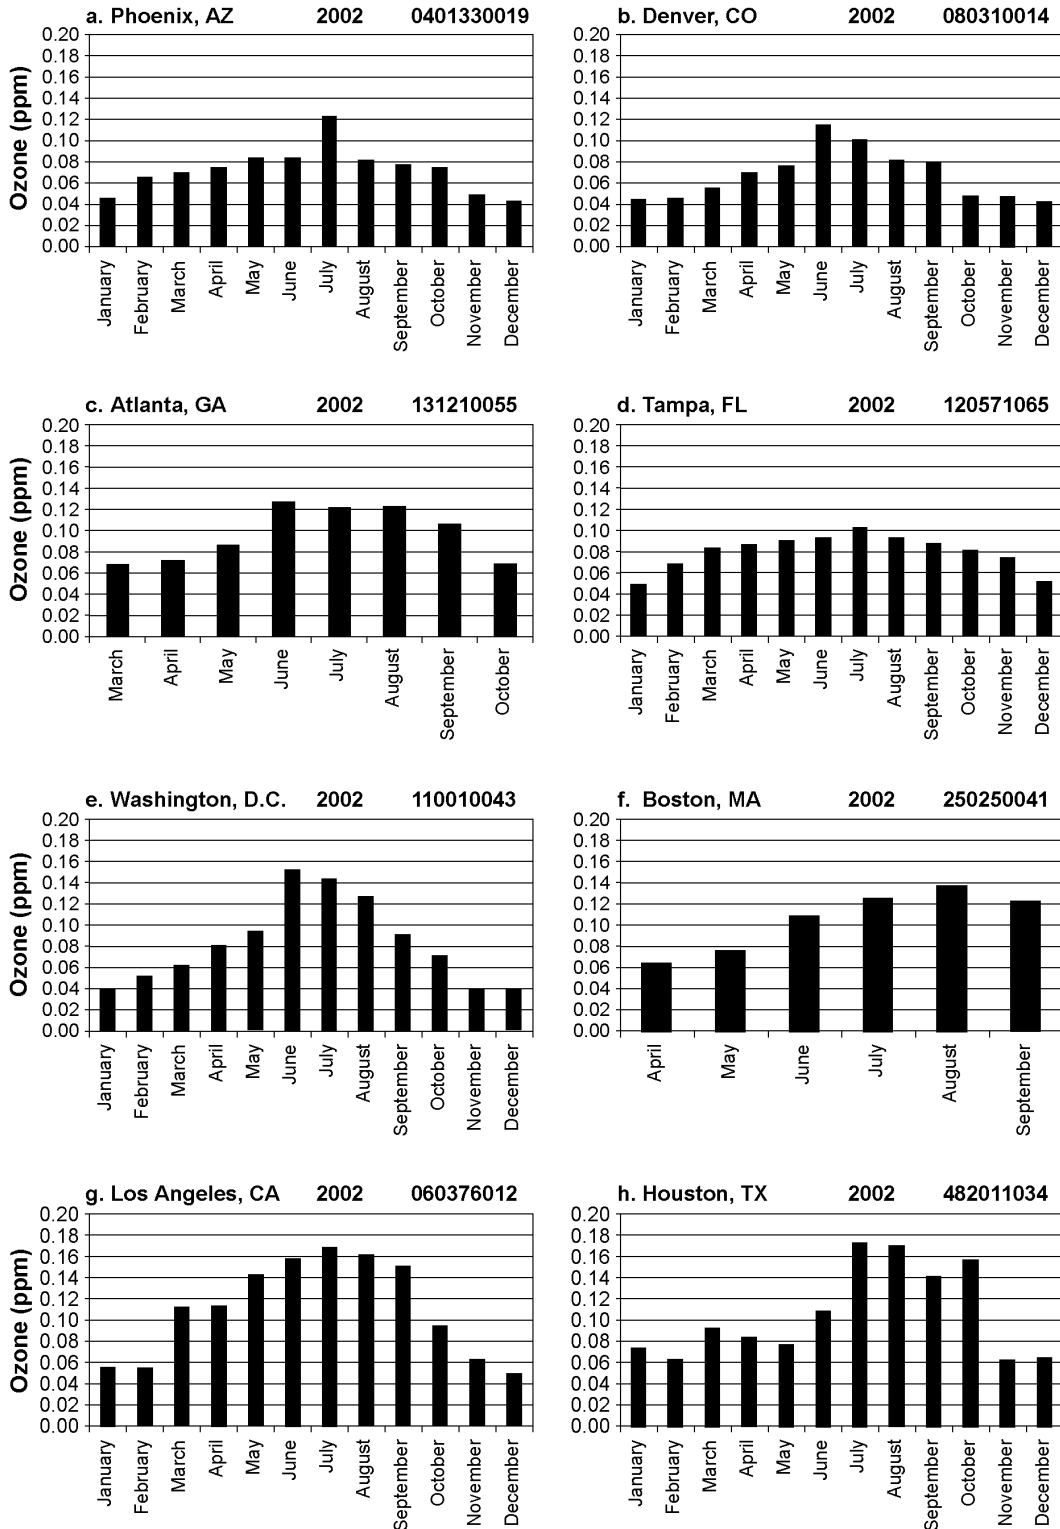 a. Phoenix, AZ 2002 0401330019
Ozone (ppm)
0.20
0.18
0.16
0.14
0.12
0.10
0.08
0.06
0.04
0.02
0.00
January
February
March
April
May
June
July
August
September
October
November
December
b. Denver, CO 2002 080310014
0.20
0.18
0.16
0.14
0.12
0.10
0.08
0.06
0.04
0.02
0.00
January
February
March
April
May
June
July
August
September
October
November
December
c. Atlanta, GA 2002 131210055
Ozone (ppm)
0.20
0.18
0.16
0.14
0.12
0.10
0.08
0.06
0.04
0.02
0.00
March
April
May
June
July
August
September
October
d. Tampa, FL 2002 120571065
0.20
0.18
0.16
0.14
0.12
0.10
0.08
0.06
0.04
0.02
0.00
January
February
March
April
May
June
July
August
September
October
November
December
e. Washington, D.C. 2002 110010043
Ozone (ppm)
0.20
0.18
0.16
0.14
0.12
0.10
0.08
0.06
0.04
0.02
0.00
January
February
March
April
May
June
July
August
September
October
November
December
f. Boston, MA 2002 250250041
0.20
0.18
0.16
0.14
0.12
0.10
0.08
0.06
0.04
0.02
0.00
April
May
June
July
August
September
g. Los Angeles, CA 2002 060376012
Ozone (ppm)
0.20
0.18
0.16
0.14
0.12
0.10
0.08
0.06
0.04
0.02
0.00
January
February
March
April
May
June
July
August
September
October
November
December
h. Houston, TX 2002 482011034
0.20
0.18
0.16
0.14
0.12
0.10
0.08
0.06
0.04
0.02
0.00
January
February
March
April
May
June
July
August
September
October
November
December